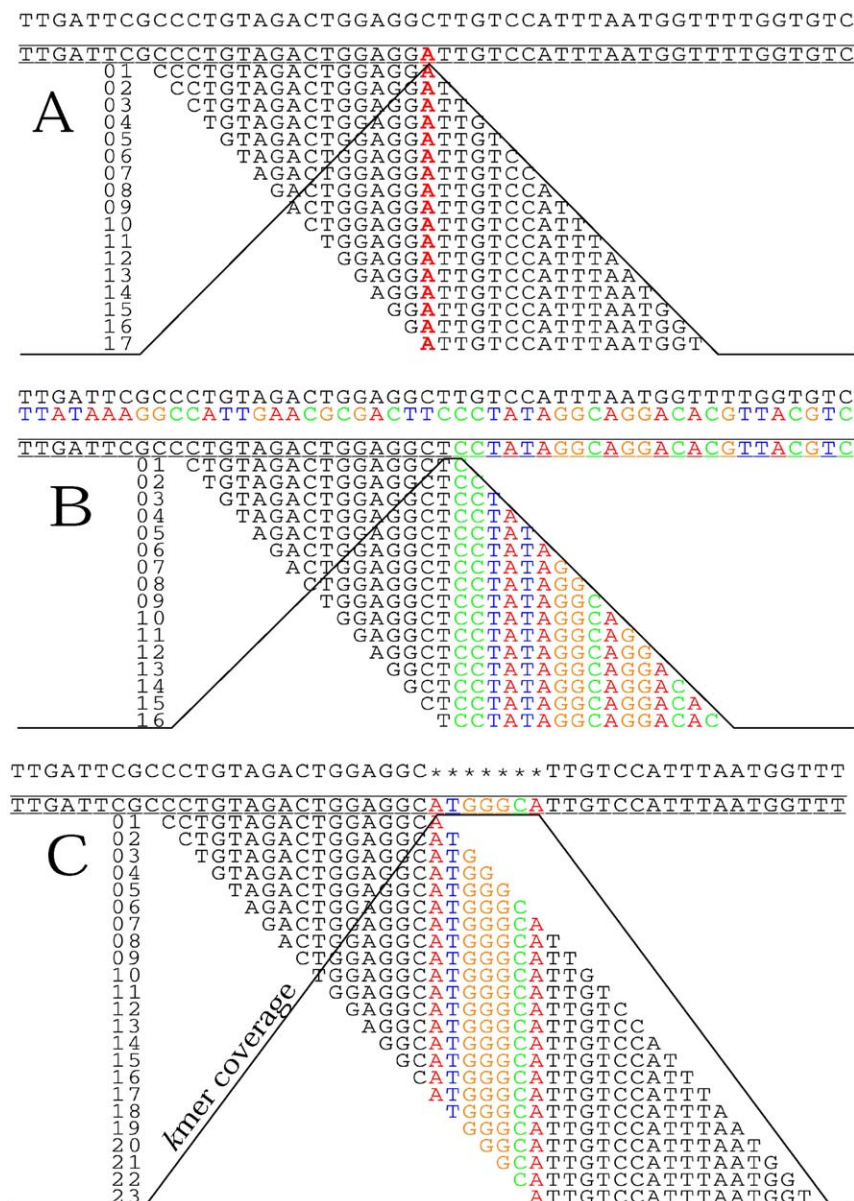 TTGATTCGCCCTGTAGACTGGAGGCTTGTCCATTTAATGGTTTTGGTGTC
TTGATTCGCCCTGTAGACTGGAGGATTGTCCATTTAATGGTTTTGGTGTC
A
01 CCCTGTAGACTGGAGGA
02 CCTGTAGACTGGAGGAT
03 CTGTAGACTGGAGGATT
04 TGTAGACTGGAGGATTG
05 GTAGACTGGAGGATTGT
06 TAGACTGGAGGATTGTC
07 AGACTGGAGGATTGTCC
08 GACTGGAGGATTGTCCA
09 ACTGGAGGATTGTCCAT
10 CTGGAGGATTGTCCATT
11 TGGAGGATTGTCCATTT
12 GGAGGATTGTCCATTTA
13 GAGGATTGTCCATTTAA
14 AGGATTGTCCATTTAAT
15 GGATTGTCCATTTAATG
16 GATTGTCCATTTAATGG
17 ATTGTCCATTTAATGGT
TTGATTCGCCCTGTAGACTGGAGGCTTGTCCATTTAATGGTTTTGGTGTC
TTATAAAGGCCATTGAACGCGACTTCCCTATAGGCAGGACACGTTACGTC
TTGATTCGCCCTGTAGACTGGAGGCTCCTATAGGCAGGACACGTTACGTC
B
01 CTGTAGACTGGAGGCTC
02 TGTAGACTGGAGGCTCC
03 GTAGACTGGAGGCTCCT
04 TAGACTGGAGGCTCCTA
05 AGACTGGAGGCTCCTAT
06 GACTGGAGGCTCCTATA
07 ACTGGAGGCTCCTATAG
08 CTGGAGGCTCCTATAGG
09 TGGAGGCTCCTATAGGC
10 GGAGGCTCCTATAGGCA
11 GAGGCTCCTATAGGCAG
12 AGGCTCCTATAGGCAGG
13 GGCTCCTATAGGCAGGA
14 GCTCCTATAGGCAGGAC
15 CTCCTATAGGCAGGACA
16 TCCTATAGGCAGGACAC
TTGATTCGCCCTGTAGACTGGAGGC*******TTGTCCATTTAATGGTTT
TTGATTCGCCCTGTAGACTGGAGGCATGGGCATTGTCCATTTAATGGTTT
C
01 CCTGTAGACTGGAGGCA
02 CTGTAGACTGGAGGCAT
03 TGTAGACTGGAGGCATG
04 GTAGACTGGAGGCATGG
05 TAGACTGGAGGCATGGG
06 AGACTGGAGGCATGGGC
07 GACTGGAGGCATGGGCA
08 ACTGGAGGCATGGGCAT
09 CTGGAGGCATGGGCATT
10 TGGAGGCATGGGCATTG
11 GGAGGCATGGGCATTGT
12 GAGGCATGGGCATTGTC
13 AGGCATGGGCATTGTCC
14 GGCATGGGCATTGTCCA
15 GCATGGGCATTGTCCAT
16 CATGGGCATTGTCCATT
17 ATGGGCATTGTCCATTT
18 TGGGCATTGTCCATTTA
19 GGGCATTGTCCATTTAA
20 GGCATTGTCCATTTAAT
21 GCATTGTCCATTTAATG
22 CATTGTCCATTTAATGG
23 ATTGTCCATTTAATGGT
kmer coverage